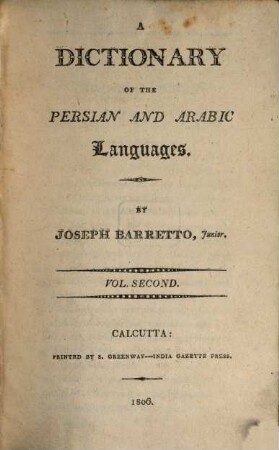 A
DICTIONARY
OF THE
PERSIAN AND ARABIC
Languages.
BY
JOSEPH BARRETTO, Junior.
VOL. SECOND.
CALCUTTA:
PRINTED BY S. GREENWAY—INDIA GAZETTE PRESS.
1806.